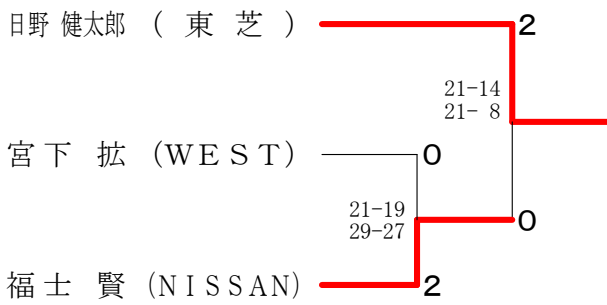 日野 健太郎 ( 東 芝 ) 2
21-14
21- 8
宮下 拡 (WEST) 0
21-19
29-27
0
福士 賢 (NISSAN) 2